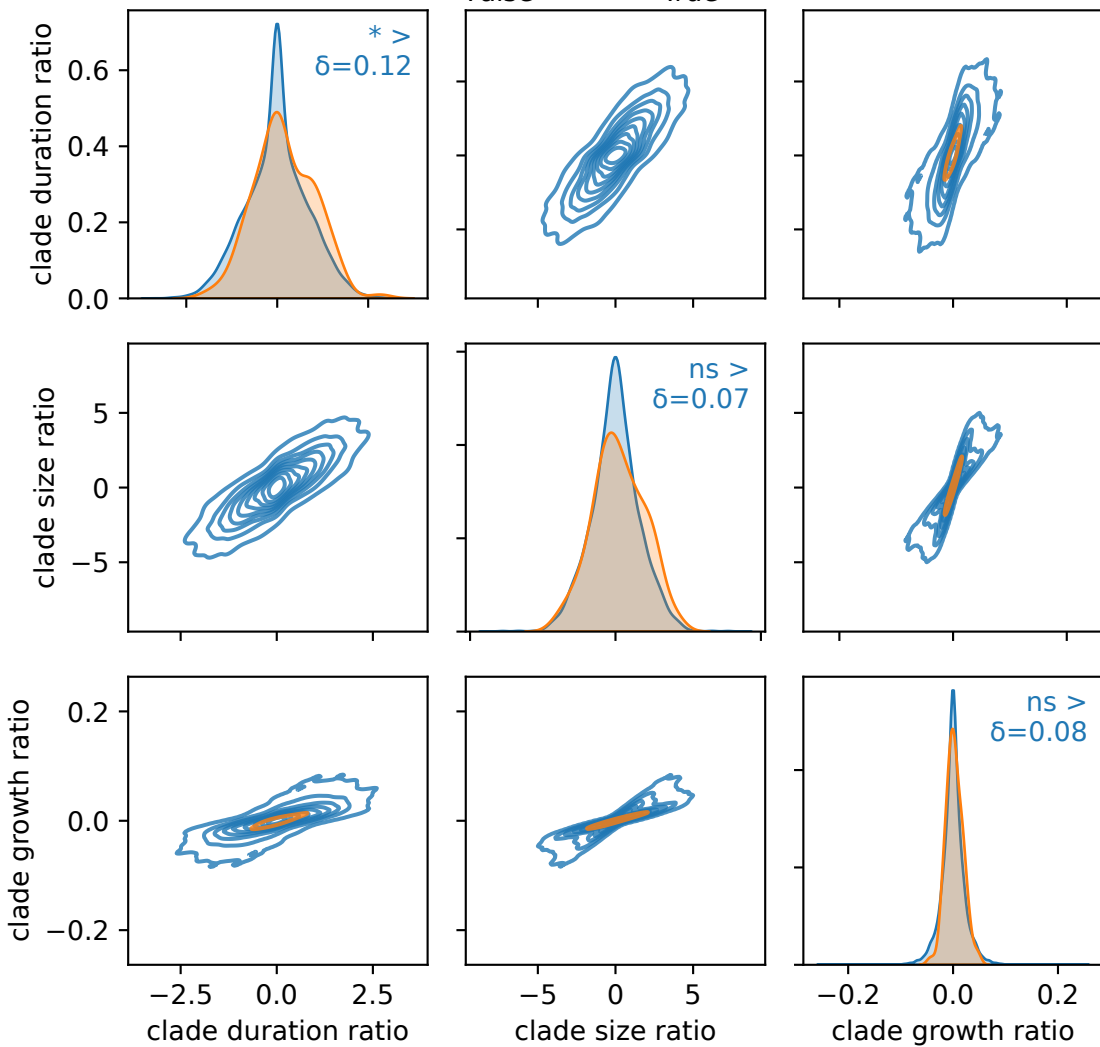 clade duration ratio
0.6
0.4
0.2
0.0
* >
δ=0.12
clade size ratio
5
0
−5
ns >
δ=0.07
clade growth ratio
0.2
0.0
−0.2
ns >
δ=0.08
−2.5 0.0 2.5
−5 0 5
−0.2 0.0 0.2
clade duration ratio
clade size ratio
clade growth ratio